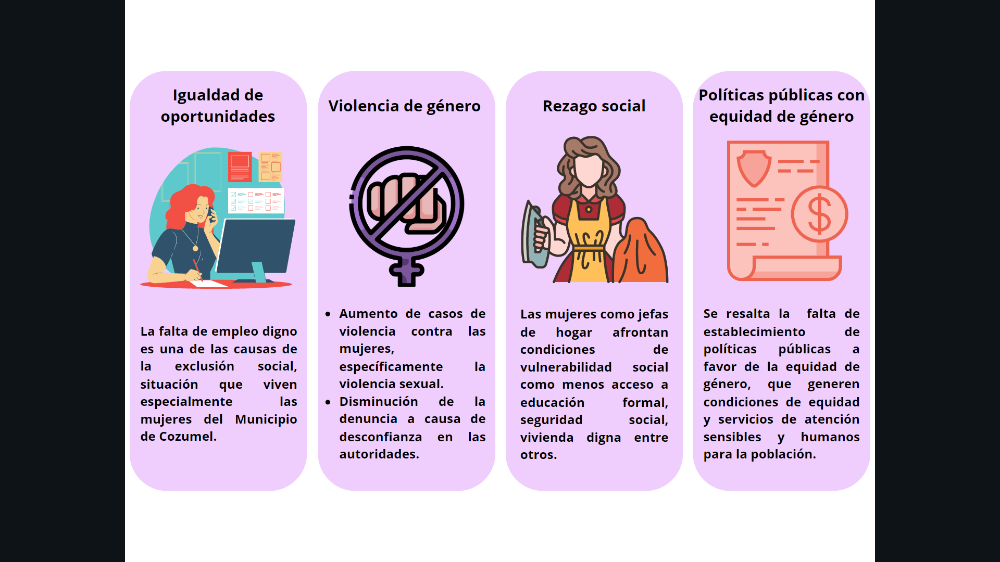 Igualdad de
oportunidades
La falta de empleo digno
es una de las causas de
la exclusión social,
situación que viven
especialmente las
mujeres del Municipio
de Cozumel.
Violencia de género
• Aumento de casos de
violencia contra las
mujeres,
específicamente la
violencia sexual.
• Disminución de la
denuncia a causa de
desconfianza en las
autoridades.
Rezago social
Las mujeres como jefas
de hogar afrontan
condiciones de
vulnerabilidad social
como menos acceso a
educación formal,
seguridad social,
vivienda digna entre
otros.
Políticas públicas con
equidad de género
$
Se resalta la falta de
establecimiento de
políticas públicas a
favor de la equidad de
género, que generen
condiciones de equidad
y servicios de atención
sensibles y humanos
para la población.